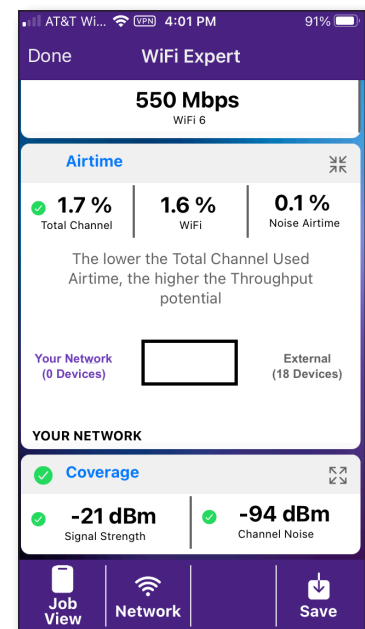 AT&T Wi... VPN 4:01 PM 91%
Done WiFi Expert
550 Mbps
WiFi 6
Airtime
1.7 % 1.6 % 0.1 %
Total Channel WiFi Noise Airtime
The lower the Total Channel Used
Airtime, the higher the Throughput
potential
Your Network External
(0 Devices) (18 Devices)
YOUR NETWORK
Coverage
-21 dBm -94 dBm
Signal Strength Channel Noise
Job
View Network Save